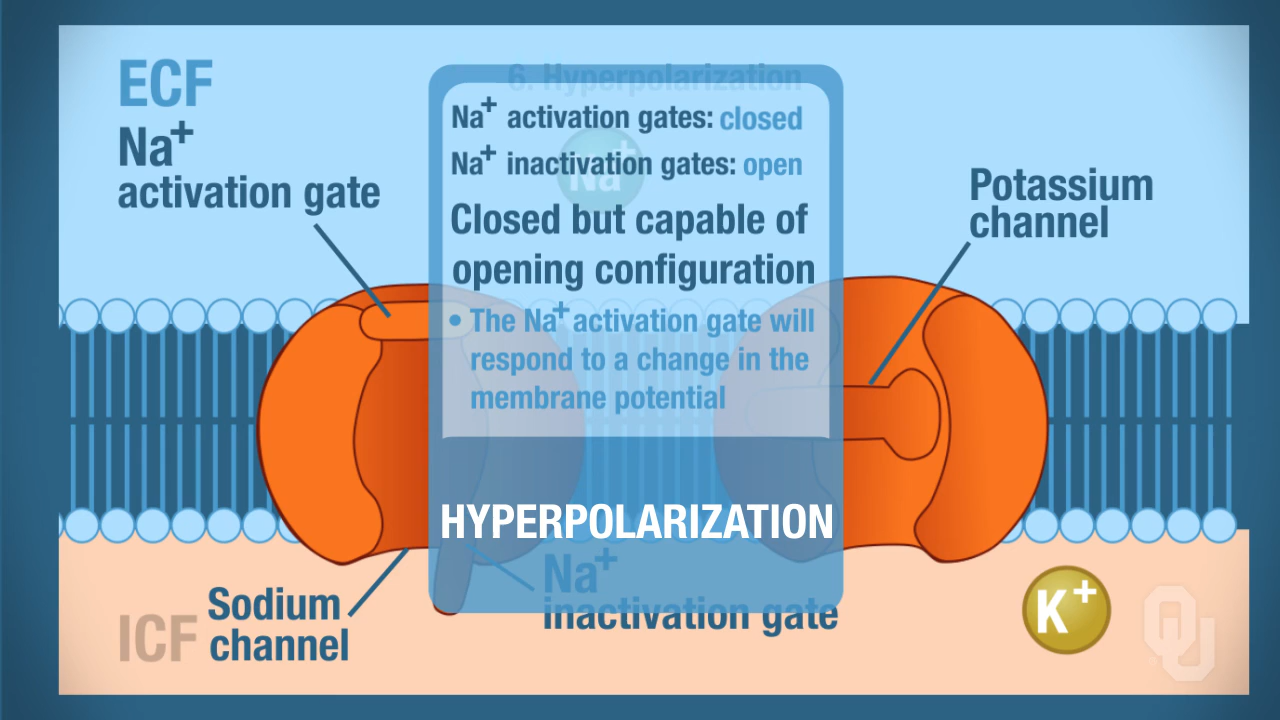 ECF
Na+
activation gate
6. Hyperpolarization
Na+ activation gates: closed
Na+ inactivation gates: open
Na+
Closed but capable of
opening configuration
• The Na+ activation gate will
respond to a change in the
membrane potential
HYPERPOLARIZATION
Potassium
channel
Na+
inactivation gate
ICF
Sodium
channel
K+
OU